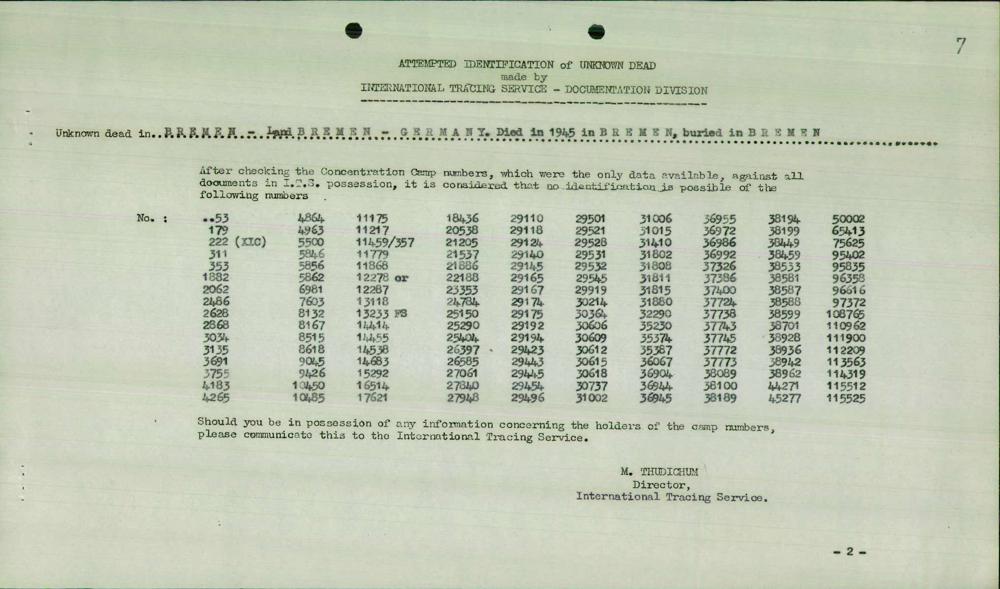 7
ATTEMPTED IDENTIFICATION of UNKNOWN DEAD
made by
INTERNATIONAL TRACING SERVICE - DOCUMENTATION DIVISION
Unknown dead in..B R E M E N - Land B R E M E N - G E R M A N Y. Died in 1945 in B R E M E N, buried in B R E M E N
After checking the Concentration Camp numbers, which were the only data available, against all
documents in I.T.S. possession, it is considered that no identification is possible of the
following numbers .
No. : ..53 4864 11175 18436 29110 29501 31006 36955 38194 50002
179 4963 11217 20538 29118 29521 31015 36972 38199 65413
222 (XIC) 5500 11459/357 21205 29124 29528 31410 36986 38449 75625
311 5846 11779 21537 29140 29531 31802 36992 38459 95402
353 5856 11868 21886 29145 29532 31808 37326 38533 95835
1882 5862 12278 or 22188 29165 29545 31811 37386 38581 96358
2062 6981 12287 23353 29167 29919 31815 37400 38587 96616
2486 7603 13118 24784 29174 30214 31880 37724 38588 97372
2628 8132 13233 FS 25150 29175 30364 32290 37738 38599 108765
2868 8167 14414 25290 29192 30606 35230 37743 38701 110962
3034 8515 14455 25404 29194 30609 35374 37745 38928 111900
3135 8618 14538 26397 29423 30612 35387 37772 38936 112209
3691 9045 14683 26585 29443 30615 36067 37773 38942 113563
3755 9426 15292 27061 29445 30618 36904 38089 38962 114319
4183 10450 16514 27840 29454 30737 36944 38100 44271 115512
4265 10485 17621 27948 29496 31002 36945 38189 45277 115525
Should you be in possession of any information concerning the holders of the camp numbers,
please communicate this to the International Tracing Service.
M. THUDICHUM
Director,
International Tracing Service.
- 2 -